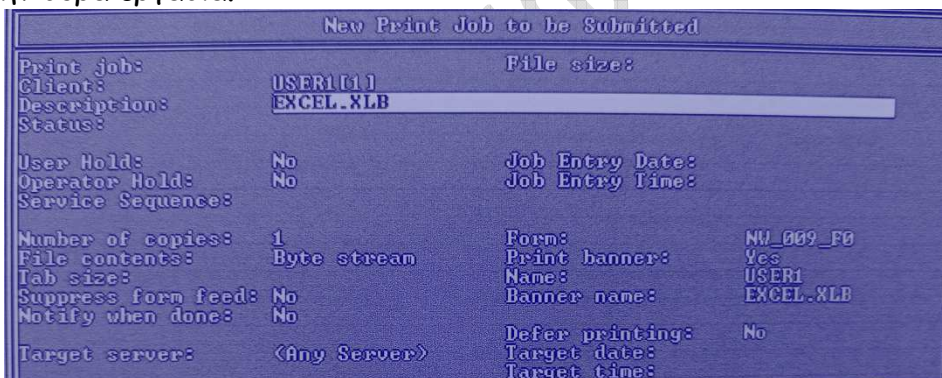 New Print Job to be Submitted
Print job: File size:
Client: USER1[1]
Description: EXCEL.XLB
Status:
User Hold: No Job Entry Date:
Operator Hold: No Job Entry Time:
Service Sequence:
Number of copies: 1 Form: NW_009_F0
File contents: Byte stream Print banner: Yes
Tab size: Name: USER1
Suppress form feed: No Banner name: EXCEL.XLB
Notify when done: No
Defer printing: No
Target server: <Any Server> Target date:
Target time: